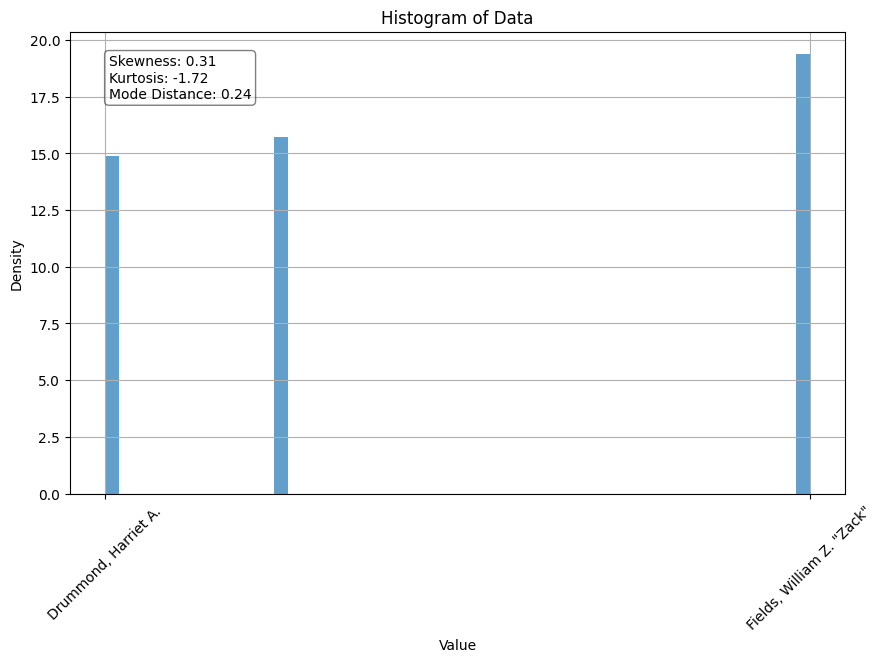 Histogram of Data
20.0
17.5
15.0
12.5
10.0
7.5
5.0
2.5
0.0
Density
Skewness: 0.31
Kurtosis: -1.72
Mode Distance: 0.24
Drummond, Harriet A.
Fields, William Z. "Zack"
Value